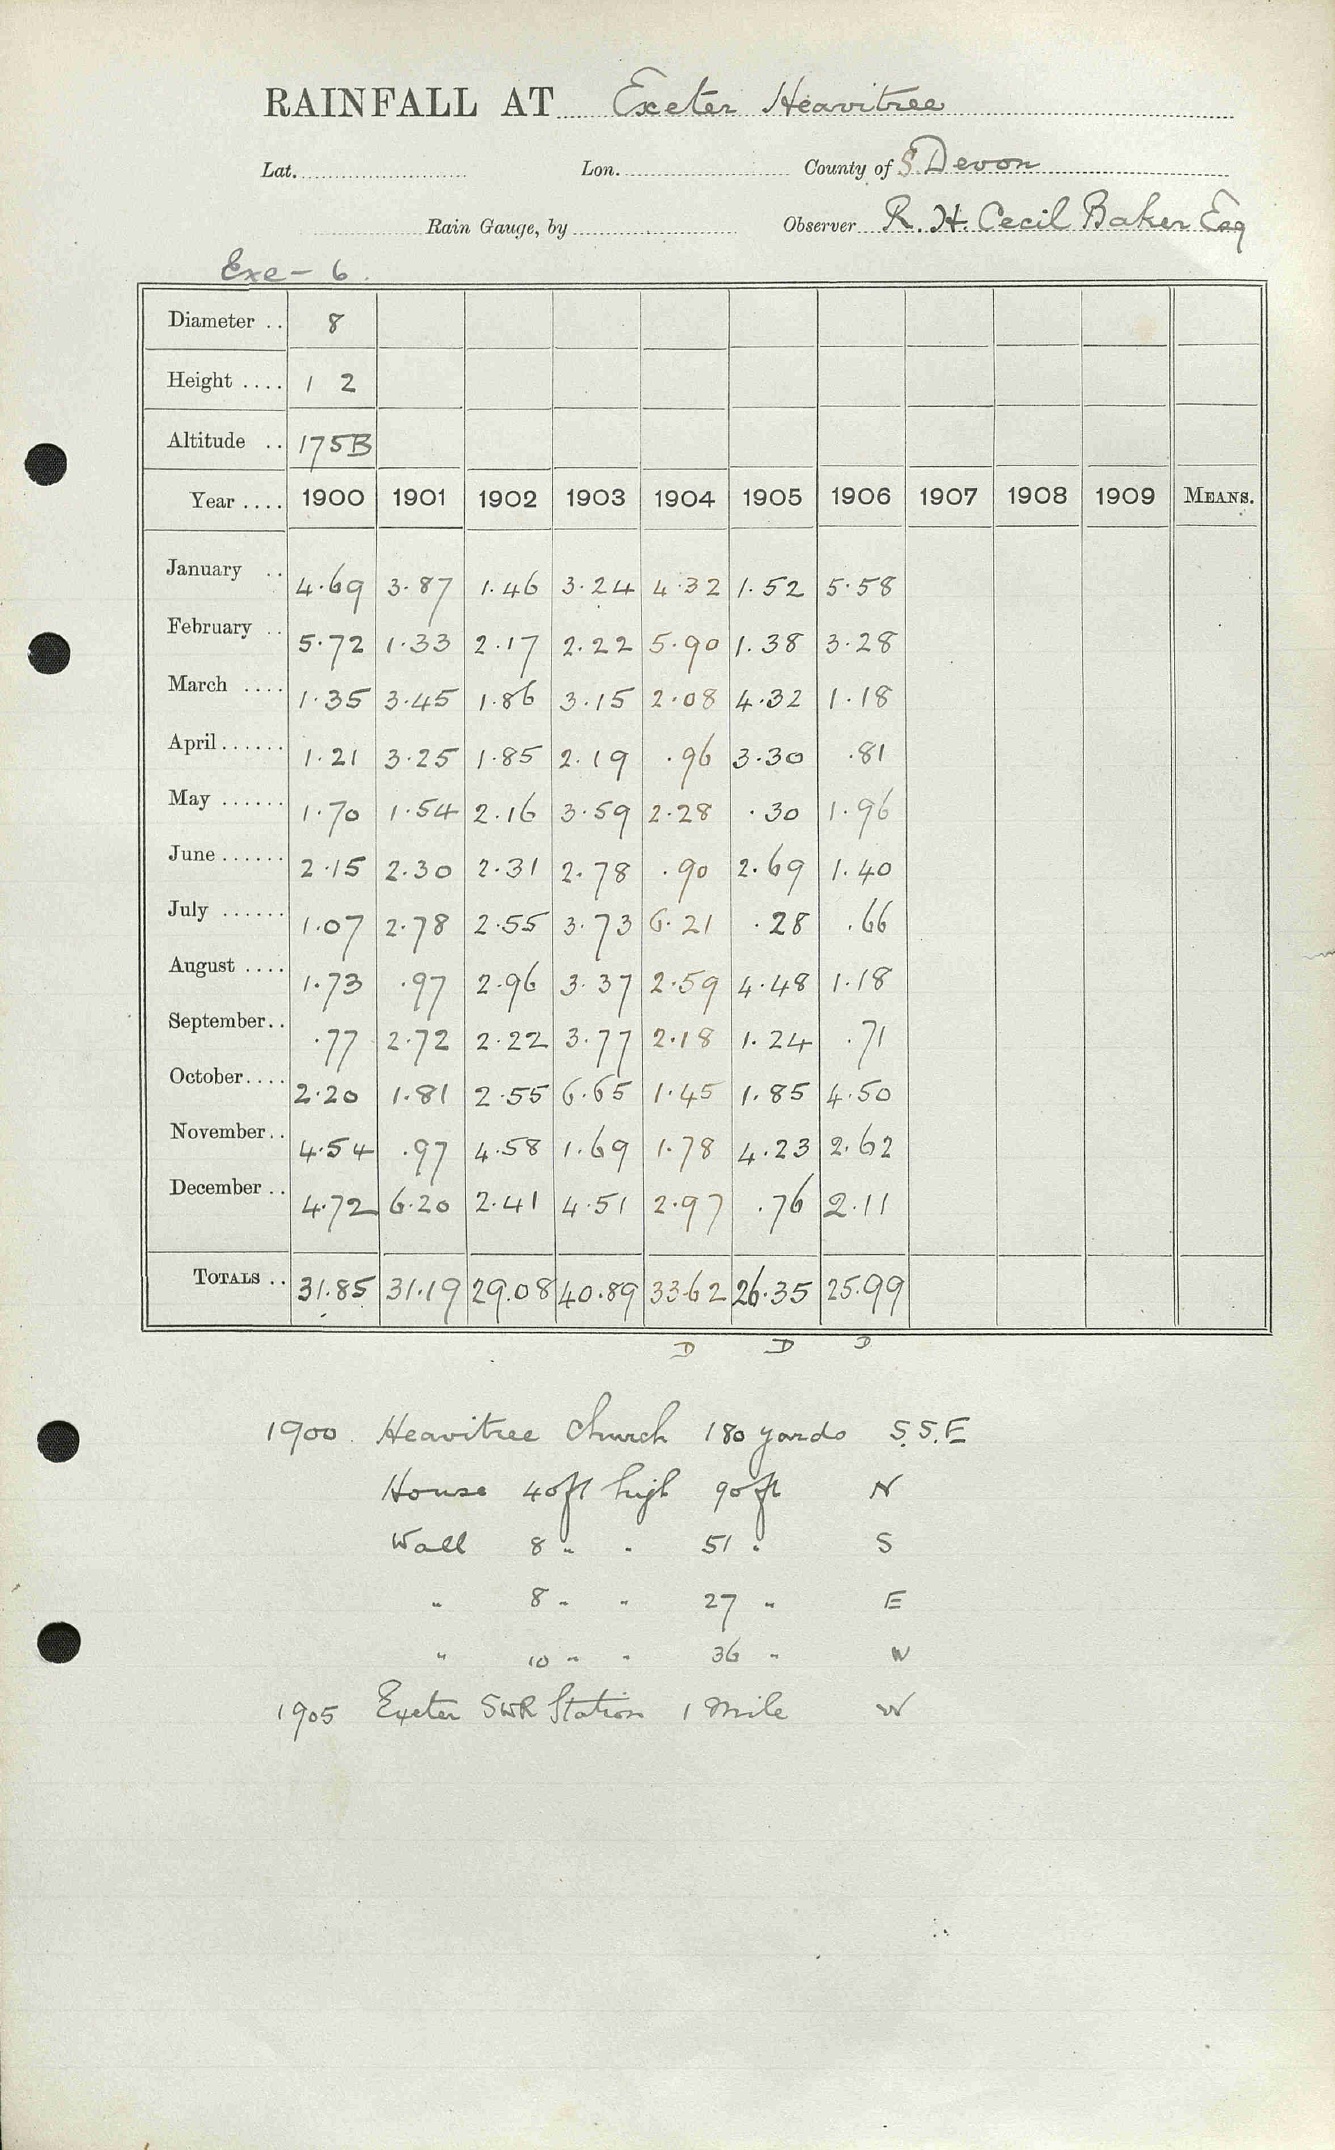 RAINFALL AT Exeter Heavitree
Lat. Lon. County of S. Devon
Rain Gauge, by Observer R. H. Cecil Baker Esq
Exe - 6.
Diameter .. 8
Height .... 1 2
Altitude .. 175B
Year .... 1900 1901 1902 1903 1904 1905 1906 1907 1908 1909 MEANS.
January .. 4.69 3.87 1.46 3.24 4.32 1.52 5.58
February .. 5.72 1.33 2.17 2.22 5.90 1.38 3.28
March .... 1.35 3.45 1.86 3.15 2.08 4.32 1.18
April ...... 1.21 3.25 1.85 2.19 .96 3.30 .81
May ...... 1.70 1.54 2.16 3.59 2.28 .30 1.96
June ...... 2.15 2.30 2.31 2.78 .90 2.69 1.40
July ...... 1.07 2.78 2.55 3.73 6.21 .28 .66
August .... 1.73 .97 2.96 3.37 2.59 4.48 1.18
September.. .77 2.72 2.22 3.77 2.18 1.24 .71
October.... 2.20 1.81 2.55 6.65 1.45 1.85 4.50
November.. 4.54 .97 4.58 1.69 1.78 4.23 2.62
December .. 4.72 6.20 2.41 4.51 2.97 .76 2.11
TOTALS .. 31.85 31.19 29.08 40.89 33.62 26.35 25.99
D D D
1900 Heavitree Church 180 yards S.S.E
House 40ft high 90ft N
Wall 8 " " 51 " S
" 8 " " 27 " E
" 10 " " 36 " W
1905 Exeter SWR Station 1 Mile W